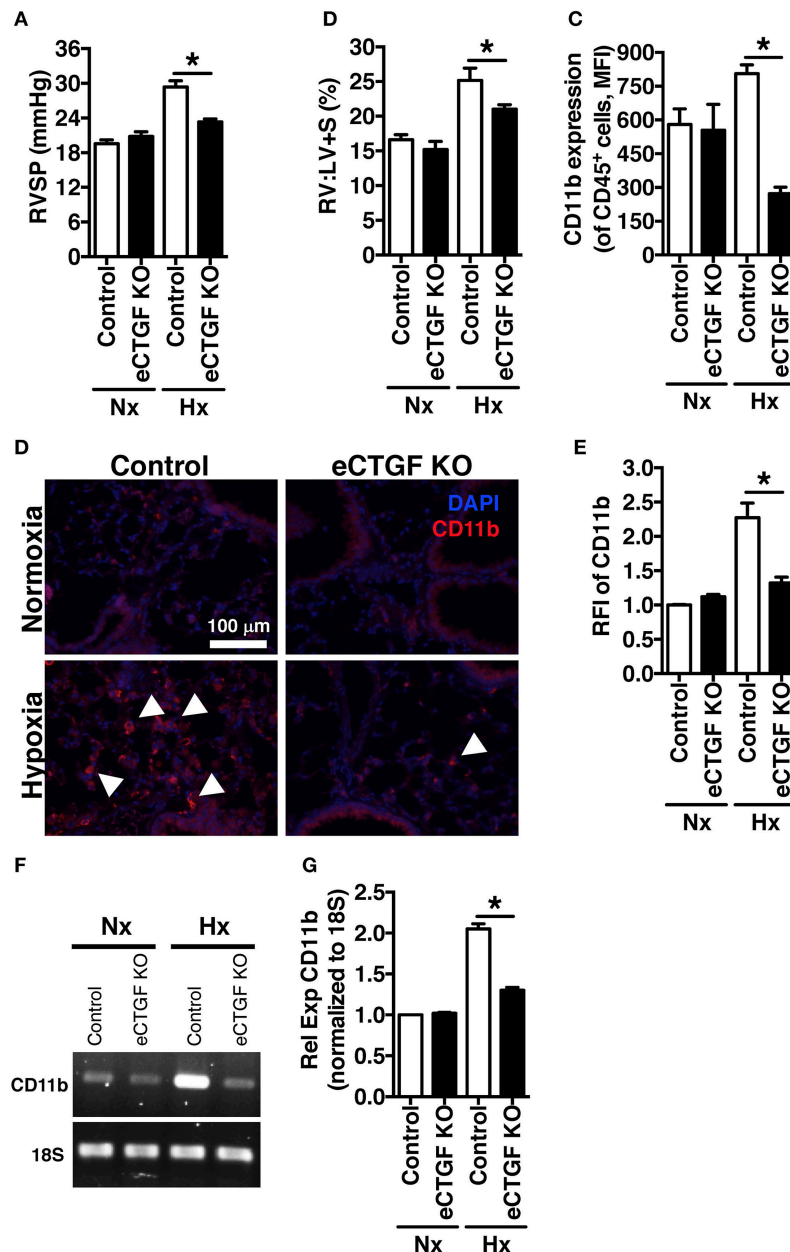 A
RVSP (mmHg)
36
30
24
18
12
6
0
*
Control
eCTGF KO
Control
eCTGF KO
Nx
Hx
D
RV:LV+S (%)
30
25
20
15
10
5
0
*
Control
eCTGF KO
Control
eCTGF KO
Nx
Hx
C
CD11b expression
(of CD45⁺ cells, MFI)
900
750
600
450
300
150
0
*
Control
eCTGF KO
Control
eCTGF KO
Nx
Hx
D
Control
eCTGF KO
Normoxia
Hypoxia
DAPI
CD11b
100 μm
E
RFI of CD11b
3.0
2.5
2.0
1.5
1.0
0.5
0.0
*
Control
eCTGF KO
Control
eCTGF KO
Nx
Hx
F
Nx
Hx
Control
eCTGF KO
Control
eCTGF KO
CD11b
18S
G
Rel Exp CD11b
(normalized to 18S)
2.5
2.0
1.5
1.0
0.5
0.0
*
Control
eCTGF KO
Control
eCTGF KO
Nx
Hx